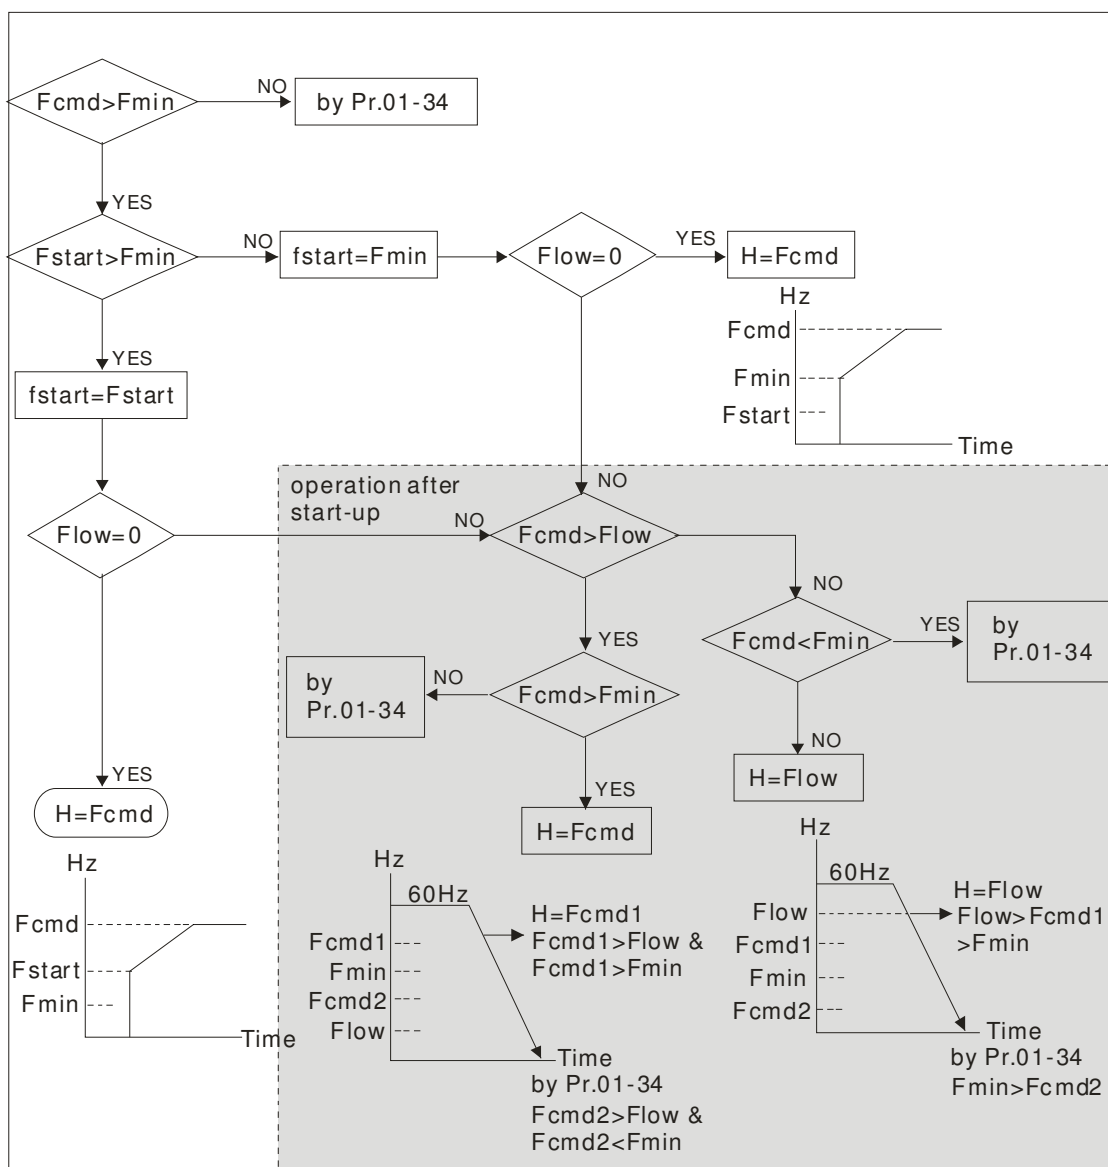 Fcmd>Fmin
NO
by Pr.01-34
YES
Fstart>Fmin
NO
fstart=Fmin
Flow=0
YES
H=Fcmd
Hz
Fcmd
Fmin
Fstart
Time
YES
fstart=Fstart
operation after
start-up
NO
Flow=0
NO
Fcmd>Flow
NO
YES
Fcmd<Fmin
YES
by
Pr.01-34
by
Pr.01-34
NO
Fcmd>Fmin
NO
H=Flow
YES
H=Fcmd
YES
H=Fcmd
Hz
Fcmd
Fstart
Fmin
Time
Hz
60Hz
Fcmd1
Fmin
Fcmd2
Flow
H=Fcmd1
Fcmd1>Flow &
Fcmd1>Fmin
Time
by Pr.01-34
Fcmd2>Flow &
Fcmd2<Fmin
Hz
60Hz
Flow
Fcmd1
Fmin
Fcmd2
H=Flow
Flow>Fcmd1
>Fmin
Time
by Pr.01-34
Fmin>Fcmd2